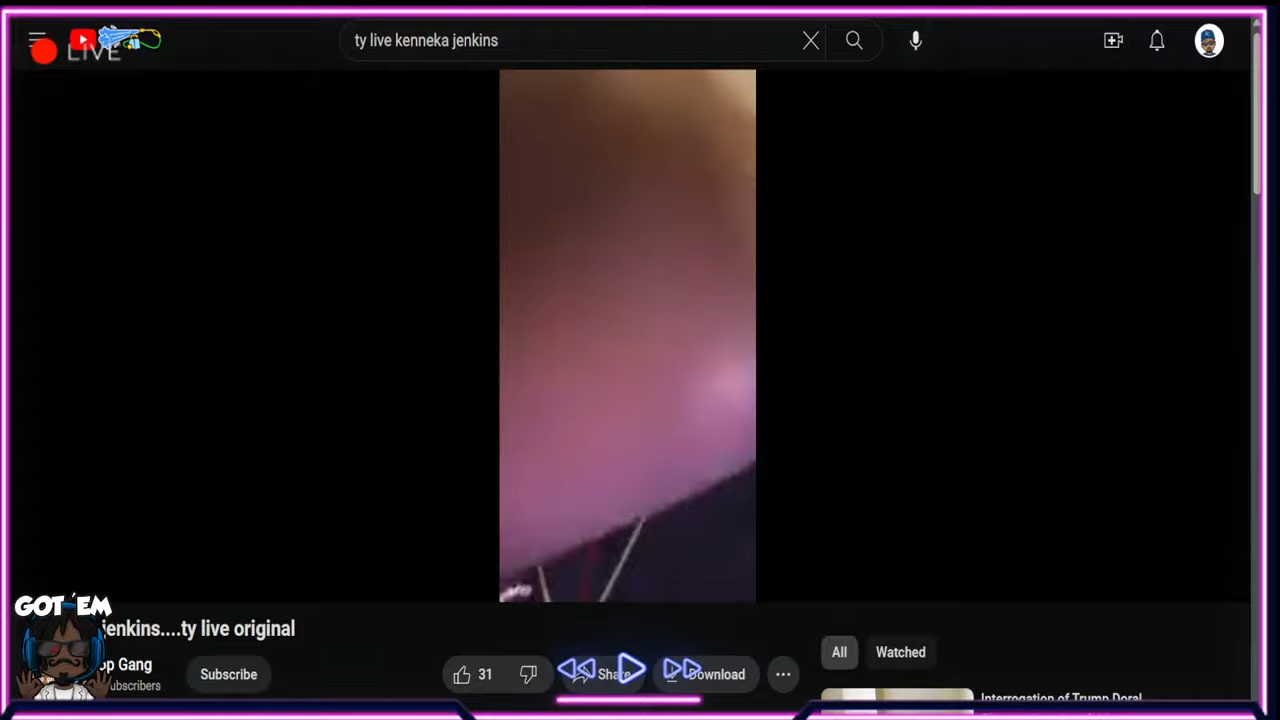 LIVE
ty live kenneka jenkins
GOT 'EM
jenkins....ty live original
op Gang
ubscribers
Subscribe
31
Share
Download
All
Watched
Interrogation of Trump Doral